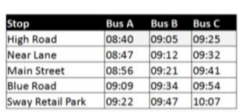 Stop Bus A Bus B Bus C
High Road 08:40 09:05 09:25
Near Lane 08:47 09:12 09:32
Main Street 08:56 09:21 09:41
Blue Road 09:09 09:34 09:54
Sway Retail Park 09:22 09:47 10:07